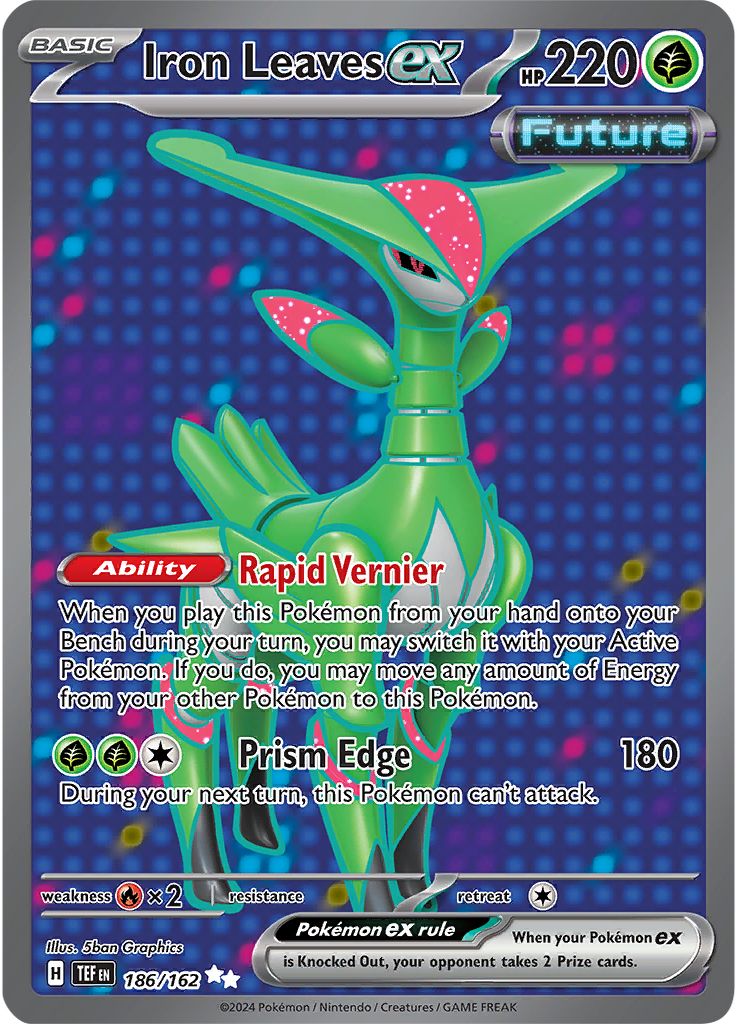 BASIC
Iron Leaves ex HP 220
Future
Ability Rapid Vernier
When you play this Pokémon from your hand onto your
Bench during your turn, you may switch it with your Active
Pokémon. If you do, you may move any amount of Energy
from your other Pokémon to this Pokémon.
Prism Edge 180
During your next turn, this Pokémon can't attack.
weakness ×2 resistance retreat
Pokémon ex rule When your Pokémon ex
is Knocked Out, your opponent takes 2 Prize cards.
Illus. 5ban Graphics
H TEF EN 186/162
©2024 Pokémon / Nintendo / Creatures / GAME FREAK